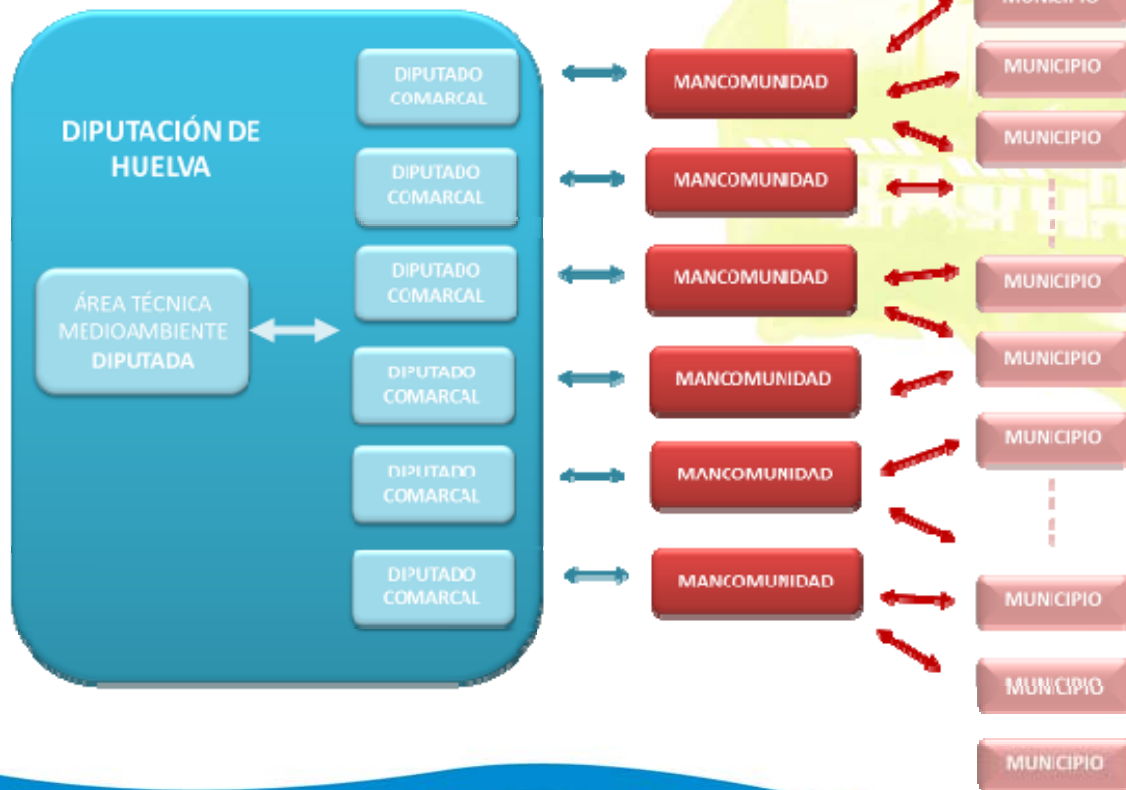 DIPUTACIÓN DE
HUELVA
ÁREA TÉCNICA
MEDIOAMBIENTE
DIPUTADA
DIPUTADO
COMARCAL
DIPUTADO
COMARCAL
DIPUTADO
COMARCAL
DIPUTADO
COMARCAL
DIPUTADO
COMARCAL
DIPUTADO
COMARCAL
MANCOMUNIDAD
MANCOMUNIDAD
MANCOMUNIDAD
MANCOMUNIDAD
MANCOMUNIDAD
MANCOMUNIDAD
MUNICIPIO
MUNICIPIO
MUNICIPIO
MUNICIPIO
MUNICIPIO
MUNICIPIO
MUNICIPIO
MUNICIPIO
MUNICIPIO